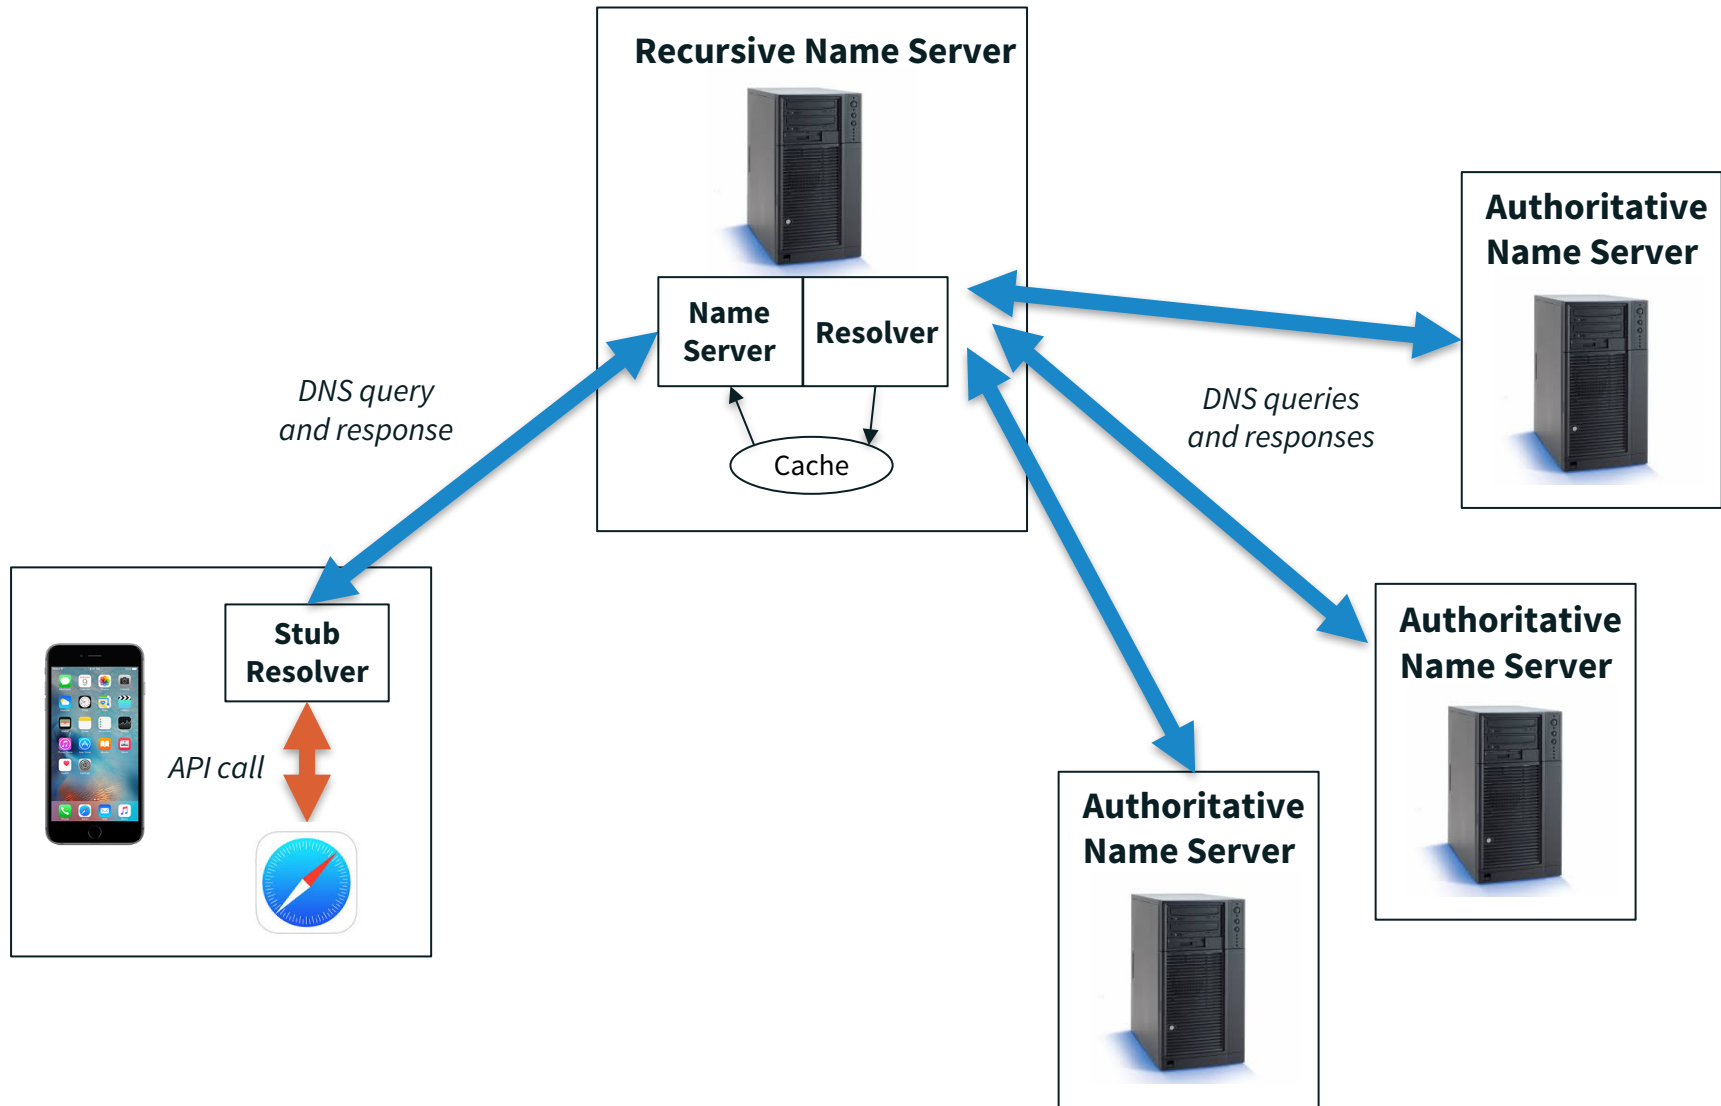 Recursive Name Server
Name
Server
Resolver
Cache
DNS query
and response
DNS queries
and responses
Stub
Resolver
API call
Authoritative
Name Server
Authoritative
Name Server
Authoritative
Name Server